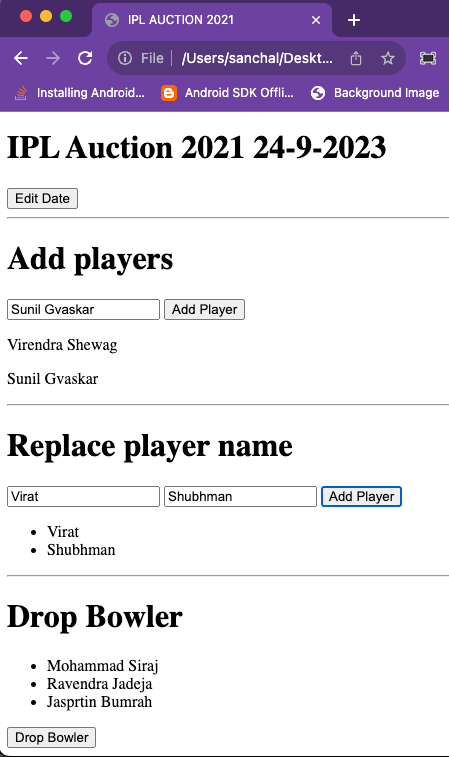 IPL AUCTION 2021
File /Users/sanchal/Deskt...
Installing Android... Android SDK Offli... Background Image
IPL Auction 2021 24-9-2023
Edit Date
Add players
Sunil Gvaskar Add Player
Virendra Shewag
Sunil Gvaskar
Replace player name
Virat Shubhman Add Player
Virat
Shubhman
Drop Bowler
Mohammad Siraj
Ravendra Jadeja
Jasprtin Bumrah
Drop Bowler